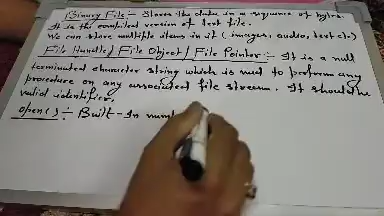 Binary File :- Stores the data in a sequence of bytes.
It is the compiled version of text file.
We can store multiple items in it (images, audio, text etc)
File Handle / File Object / File Pointer :- It is a null
terminated character string which is used to perform any
procedure on any associated file stream. It should be
valid identifier.
open() :- Built-In num